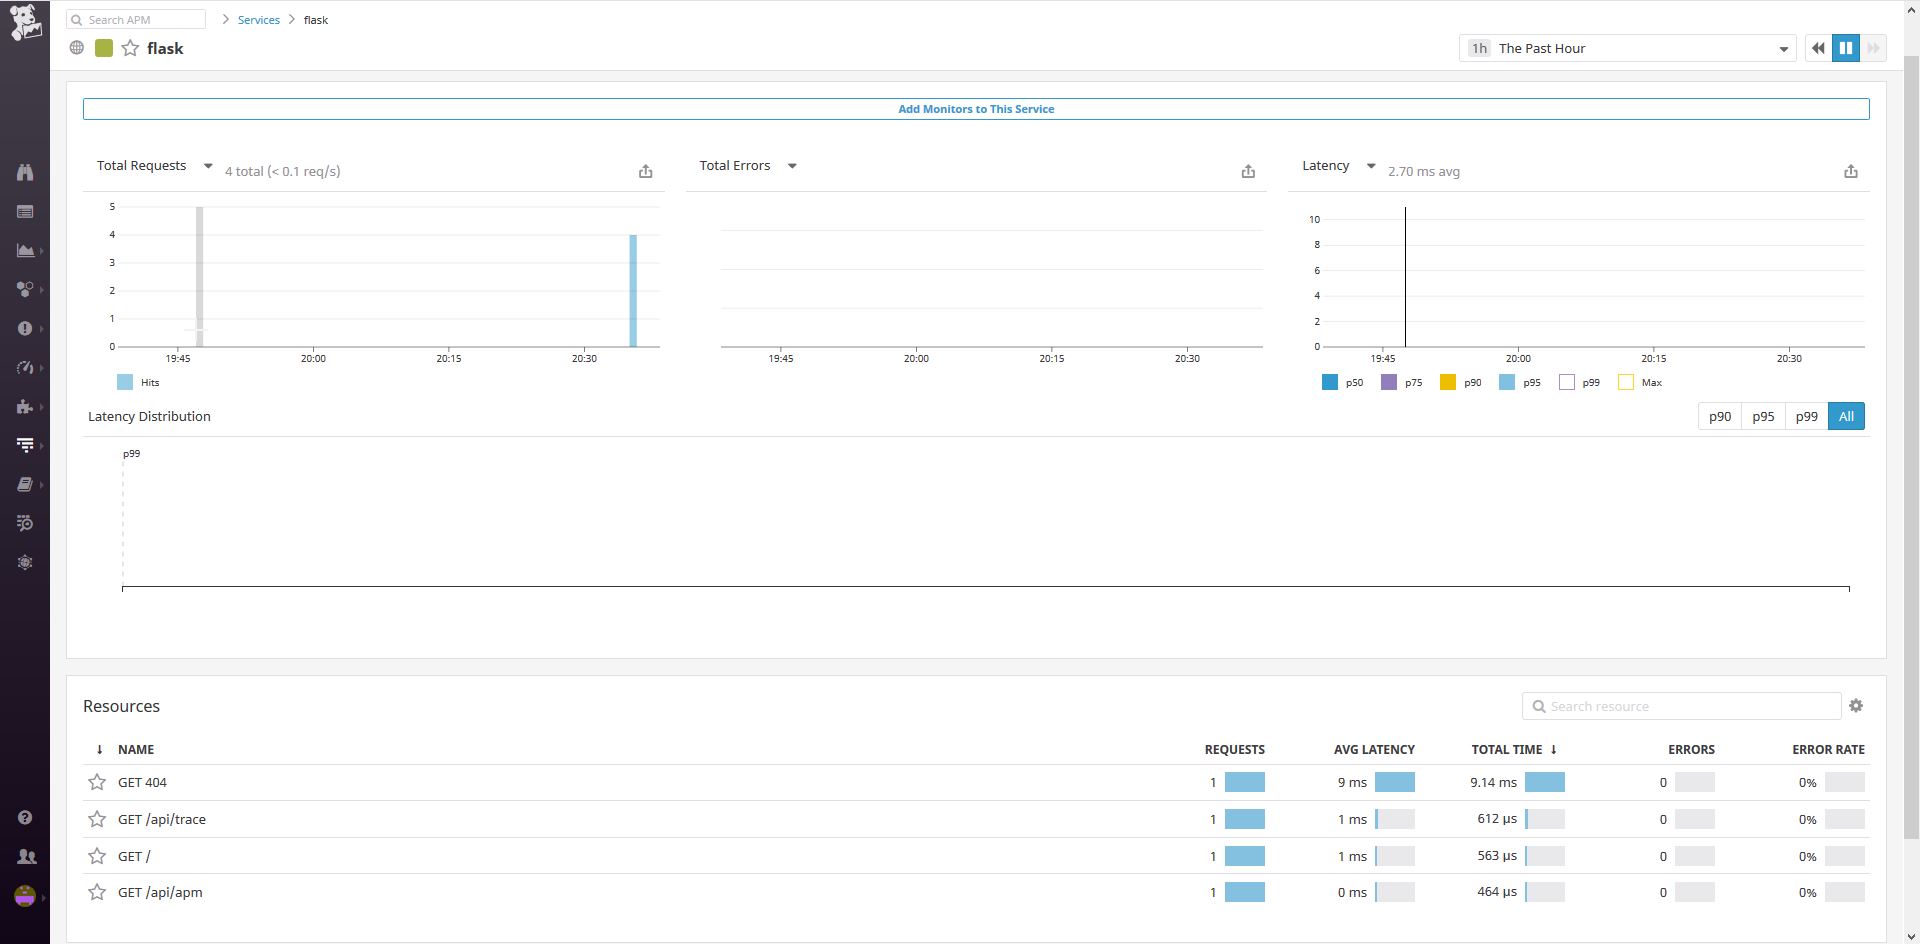 Search APM
Services
flask
flask
1h The Past Hour
Add Monitors to This Service
Total Requests 4 total (< 0.1 req/s)
5
4
3
2
1
0
19:45 20:00 20:15 20:30
Hits
Total Errors
19:45 20:00 20:15 20:30
Latency 2.70 ms avg
10
8
6
4
2
0
19:45 20:00 20:15 20:30
p50 p75 p90 p95 p99 Max
Latency Distribution
p90 p95 p99 All
p99
Resources
Search resource
↓ NAME REQUESTS AVG LATENCY TOTAL TIME ↓ ERRORS ERROR RATE
GET 404 1 9 ms 9.14 ms 0 0%
GET /api/trace 1 1 ms 612 µs 0 0%
GET / 1 1 ms 563 µs 0 0%
GET /api/apm 1 0 ms 464 µs 0 0%